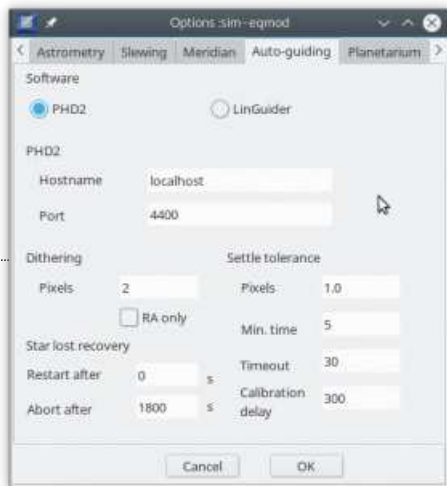 Options :sim-eqmod
Astrometry Slewing Meridian Auto-guiding Planetarium
Software
PHD2 LinGuider
PHD2
Hostname localhost
Port 4400
Dithering
Pixels 2
RA only
Settle tolerance
Pixels 1.0
Min. time 5
Timeout 30
Calibration delay 300
Star lost recovery
Restart after 0 s
Abort after 1800 s
Cancel OK